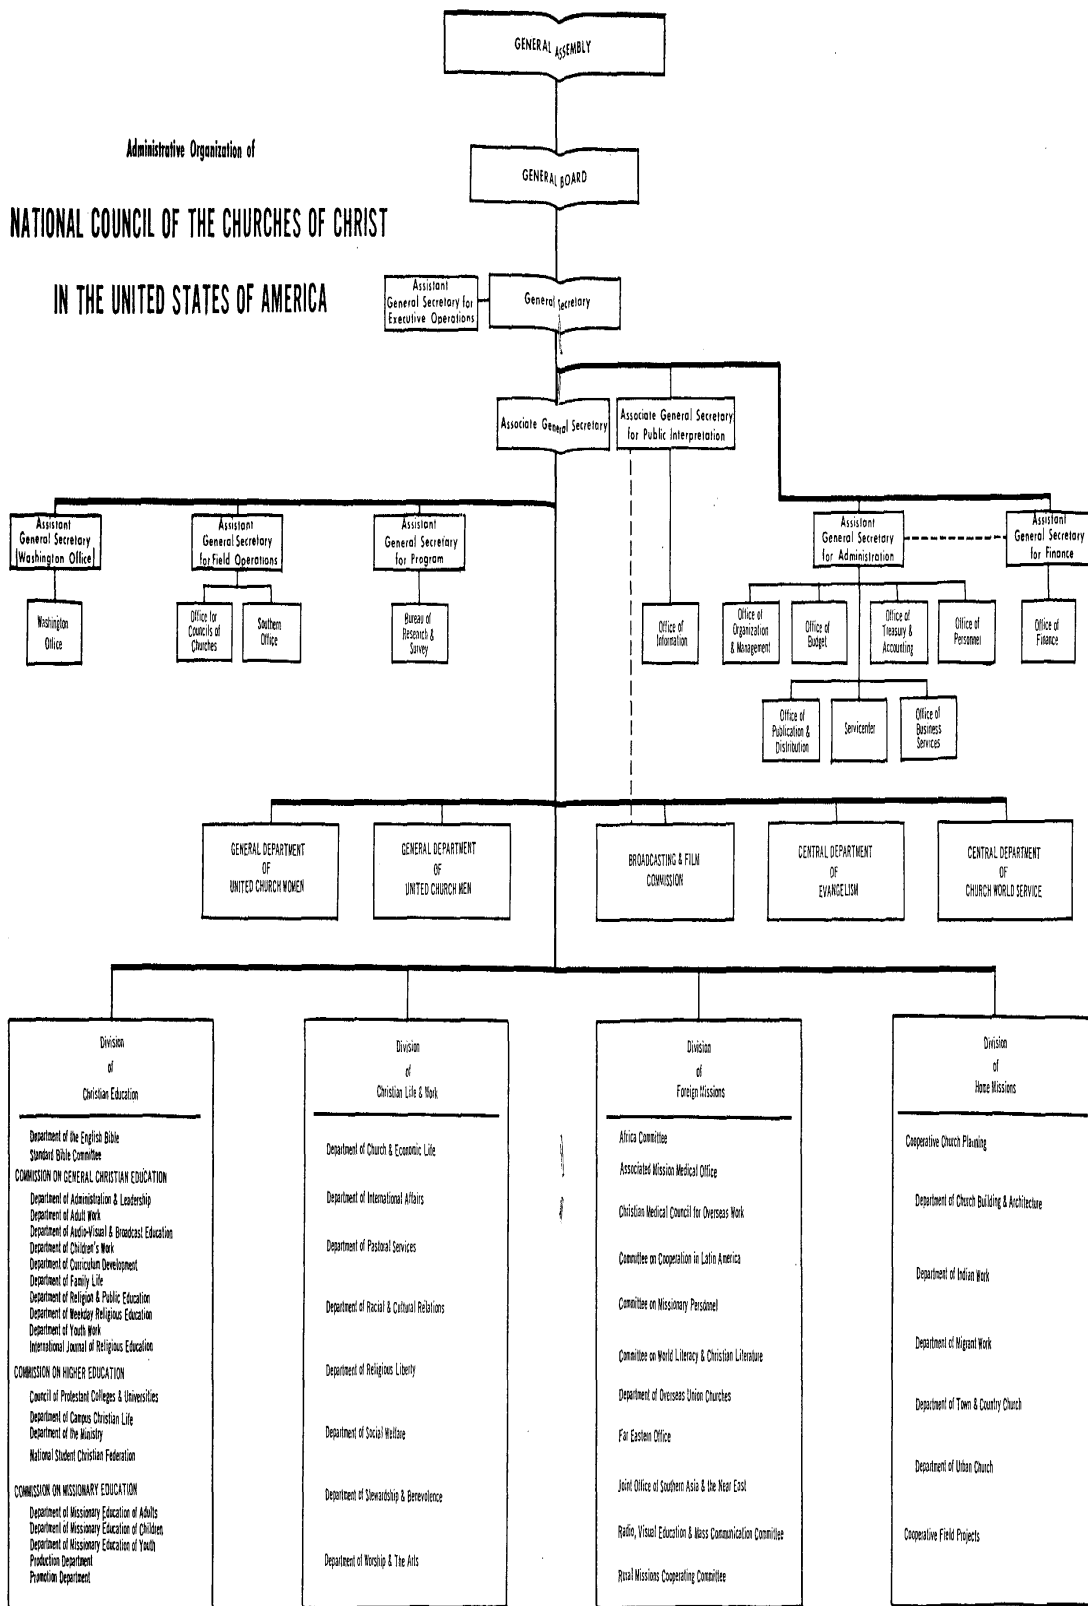 GENERAL ASSEMBLY
Administrative Organization of
GENERAL BOARD
NATIONAL COUNCIL OF THE CHURCHES OF CHRIST
IN THE UNITED STATES OF AMERICA
Assistant
General Secretary for
Executive Operations
General Secretary
Associate General Secretary
Associate General Secretary
for Public Interpretation
Assistant
General Secretary
(Washington Office)
Assistant
General Secretary
for Field Operations
Assistant
General Secretary
for Program
Assistant
General Secretary
for Administration
Assistant
General Secretary
for Finance
Washington
Office
Office for
Councils of
Churches
Southern
Office
Bureau of
Research &
Survey
Office of
Information
Office of
Organization
& Management
Office of
Budget
Office of
Treasury &
Accounting
Office of
Personnel
Office of
Finance
Office of
Publication &
Distribution
Servicenter
Office of
Business
Services
GENERAL DEPARTMENT
OF
UNITED CHURCH WOMEN
GENERAL DEPARTMENT
OF
UNITED CHURCH MEN
BROADCASTING & FILM
COMMISSION
CENTRAL DEPARTMENT
OF
EVANGELISM
CENTRAL DEPARTMENT
OF
CHURCH WORLD SERVICE
Division
of
Christian Education
Department of the English Bible
Standard Bible Committee
COMMISSION ON GENERAL CHRISTIAN EDUCATION
Department of Administration & Leadership
Department of Adult Work
Department of Audio-Visual & Broadcast Education
Department of Children's Work
Department of Curriculum Development
Department of Family Life
Department of Religion & Public Education
Department of Weekday Religious Education
Department of Youth Work
International Journal of Religious Education
COMMISSION ON HIGHER EDUCATION
Council of Protestant Colleges & Universities
Department of Campus Christian Life
Department of the Ministry
National Student Christian Federation
COMMISSION ON MISSIONARY EDUCATION
Department of Missionary Education of Adults
Department of Missionary Education of Children
Department of Missionary Education of Youth
Production Department
Promotion Department
Division
of
Christian Life & Work
Department of Church & Economic Life
Department of International Affairs
Department of Pastoral Services
Department of Racial & Cultural Relations
Department of Religious Liberty
Department of Social Welfare
Department of Stewardship & Benevolence
Department of Worship & The Arts
Division
of
Foreign Missions
Africa Committee
Associated Mission Medical Office
Christian Medical Council for Overseas Work
Committee on Cooperation in Latin America
Committee on Missionary Personnel
Committee on World Literacy & Christian Literature
Department of Overseas Union Churches
Far Eastern Office
Joint Office of Southern Asia & the Near East
Radio, Visual Education & Mass Communication Committee
Rural Missions Cooperating Committee
Division
of
Home Missions
Cooperative Church Planning
Department of Church Building & Architecture
Department of Indian Work
Department of Migrant Work
Department of Town & Country Church
Department of Urban Church
Cooperative Field Projects